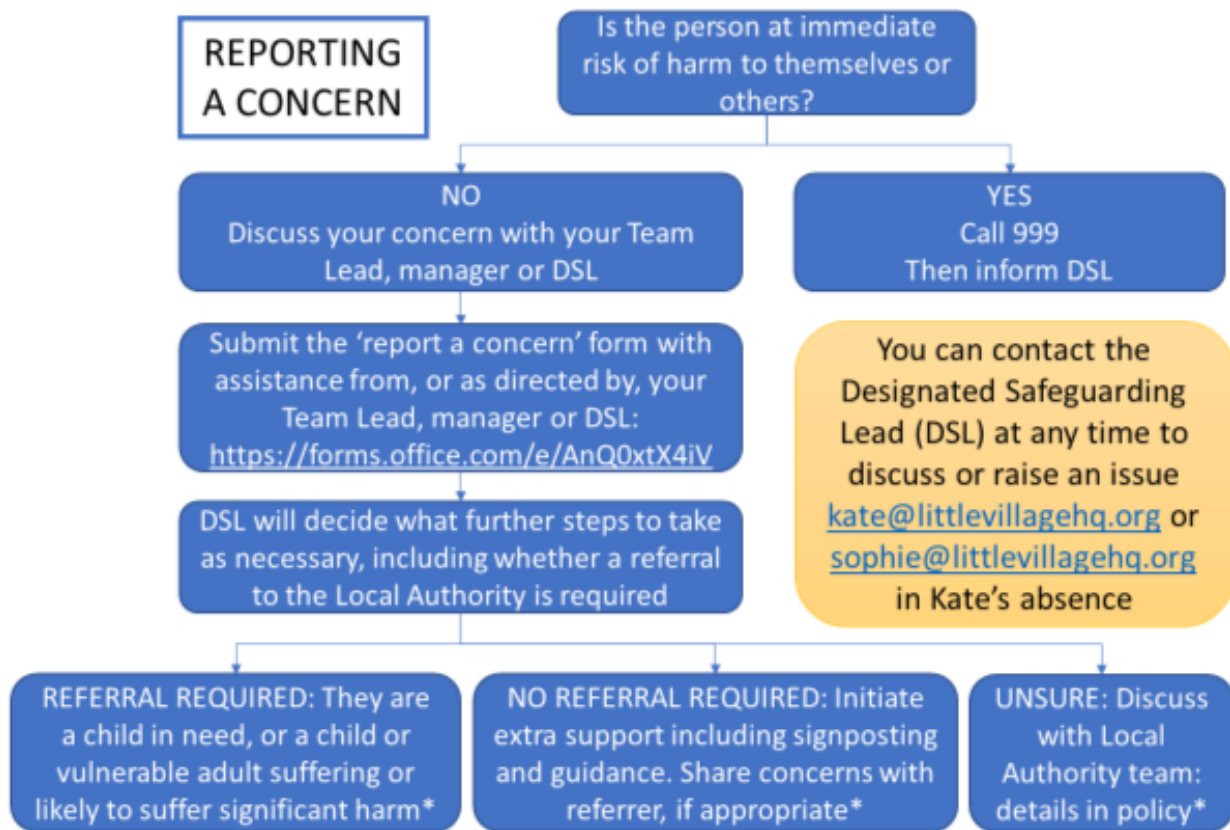 REPORTING
A CONCERN
Is the person at immediate
risk of harm to themselves or
others?
NO
Discuss your concern with your Team
Lead, manager or DSL
YES
Call 999
Then inform DSL
Submit the ‘report a concern’ form with
assistance from, or as directed by, your
Team Lead, manager or DSL:
https://forms.office.com/e/AnQ0xtX4iV
You can contact the
Designated Safeguarding
Lead (DSL) at any time to
discuss or raise an issue
kate@littlevillagehq.org or
sophie@littlevillagehq.org
in Kate’s absence
DSL will decide what further steps to take
as necessary, including whether a referral
to the Local Authority is required
REFERRAL REQUIRED: They are
a child in need, or a child or
vulnerable adult suffering or
likely to suffer significant harm*
NO REFERRAL REQUIRED: Initiate
extra support including signposting
and guidance. Share concerns with
referrer, if appropriate*
UNSURE: Discuss
with Local
Authority team:
details in policy*